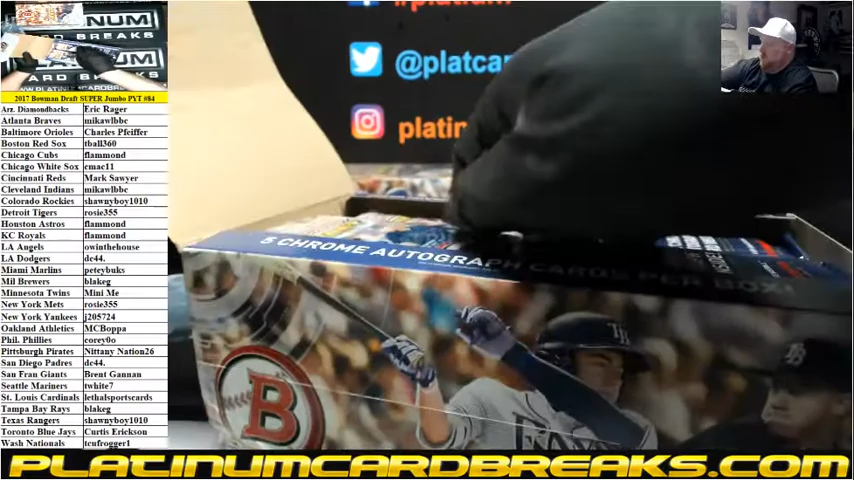 2017 Bowman Draft SUPER Jumbo PYT #84
Arz. Diamondbacks Eric Rager
Atlanta Braves mikawlbbc
Baltimore Orioles Charles Pfeiffer
Boston Red Sox tball360
Chicago Cubs flammond
Chicago White Sox cmac11
Cincinnati Reds Mark Sawyer
Cleveland Indians mikawlbbc
Colorado Rockies shawnyboy1010
Detroit Tigers rosie355
Houston Astros flammond
KC Royals flammond
LA Angels owinthehouse
LA Dodgers dc44.
Miami Marlins peteybuks
Mil Brewers blakeg
Minnesota Twins Mini Me
New York Mets rosie355
New York Yankees j205724
Oakland Athletics MCBoppa
Phil. Phillies corey0o
Pittsburgh Pirates Nittany Nation26
San Diego Padres dc44.
San Fran Giants Brent Gannan
Seattle Mariners twhite7
St. Louis Cardinals lethalsportscards
Tampa Bay Rays blakeg
Texas Rangers shawnyboy1010
Toronto Blue Jays Curtis Erickson
Wash Nationals tcufrogger1
@platcar
platin
5 CHROME AUTOGRAPH CARDS PER BOX!
B
PLATINUMCARDBREAKS.COM